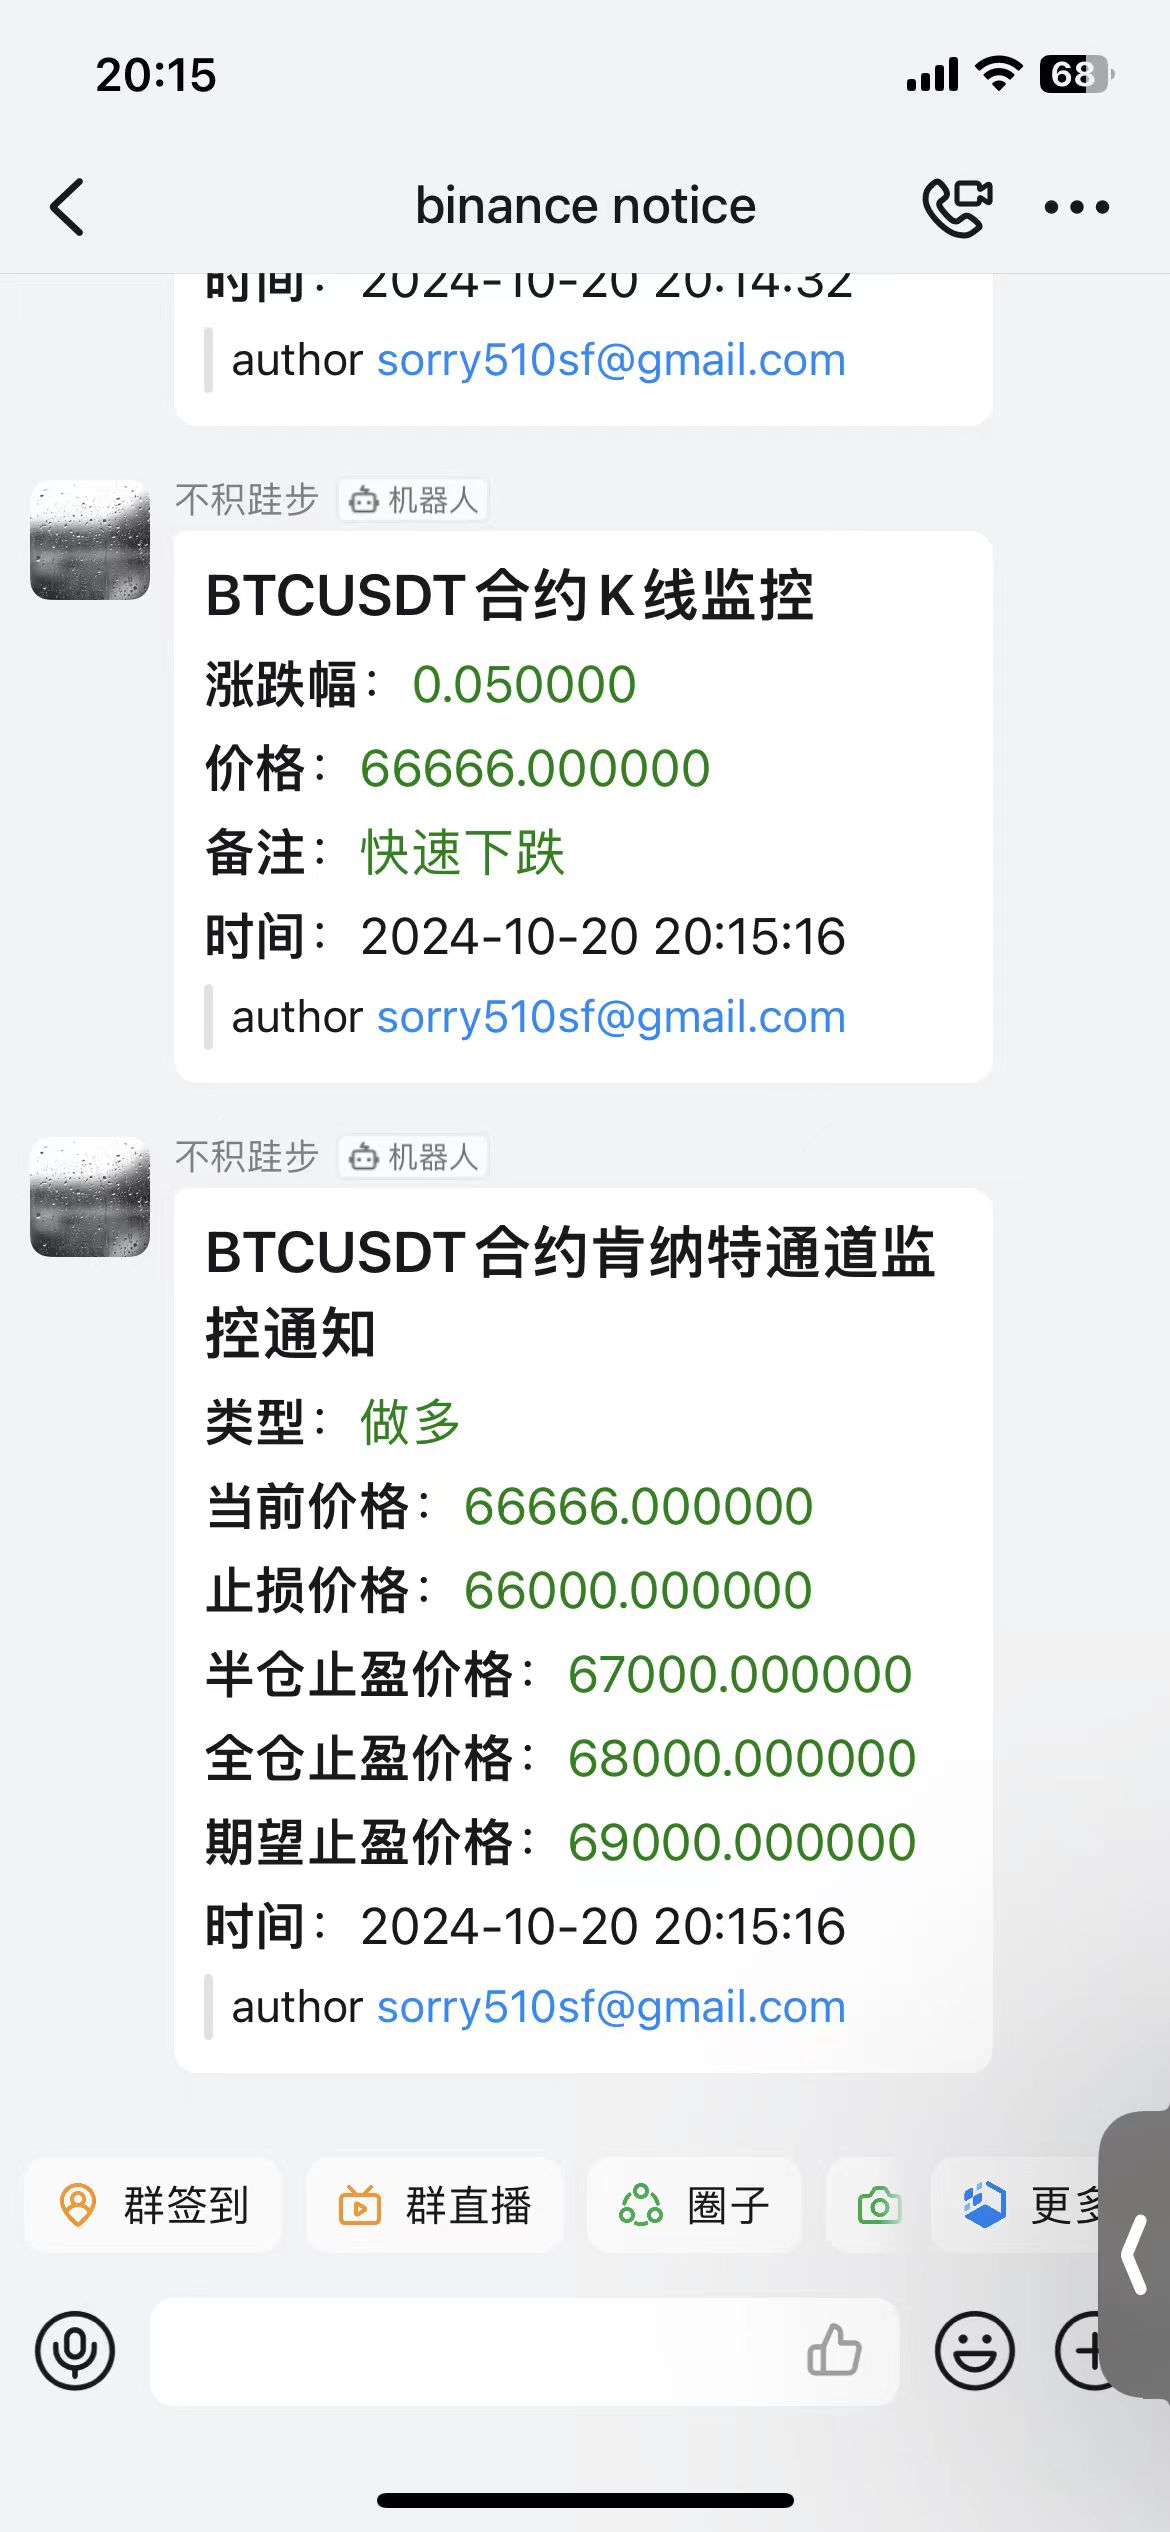 20:15
68
binance notice
时间： 2024-10-20 20:14:32
author sorry510sf@gmail.com
不积跬步 机器人
BTCUSDT合约K线监控
涨跌幅： 0.050000
价格： 66666.000000
备注： 快速下跌
时间： 2024-10-20 20:15:16
author sorry510sf@gmail.com
不积跬步 机器人
BTCUSDT合约肯纳特通道监
控通知
类型： 做多
当前价格： 66666.000000
止损价格： 66000.000000
半仓止盈价格： 67000.000000
全仓止盈价格： 68000.000000
期望止盈价格： 69000.000000
时间： 2024-10-20 20:15:16
author sorry510sf@gmail.com
群签到 群直播 圈子 更多